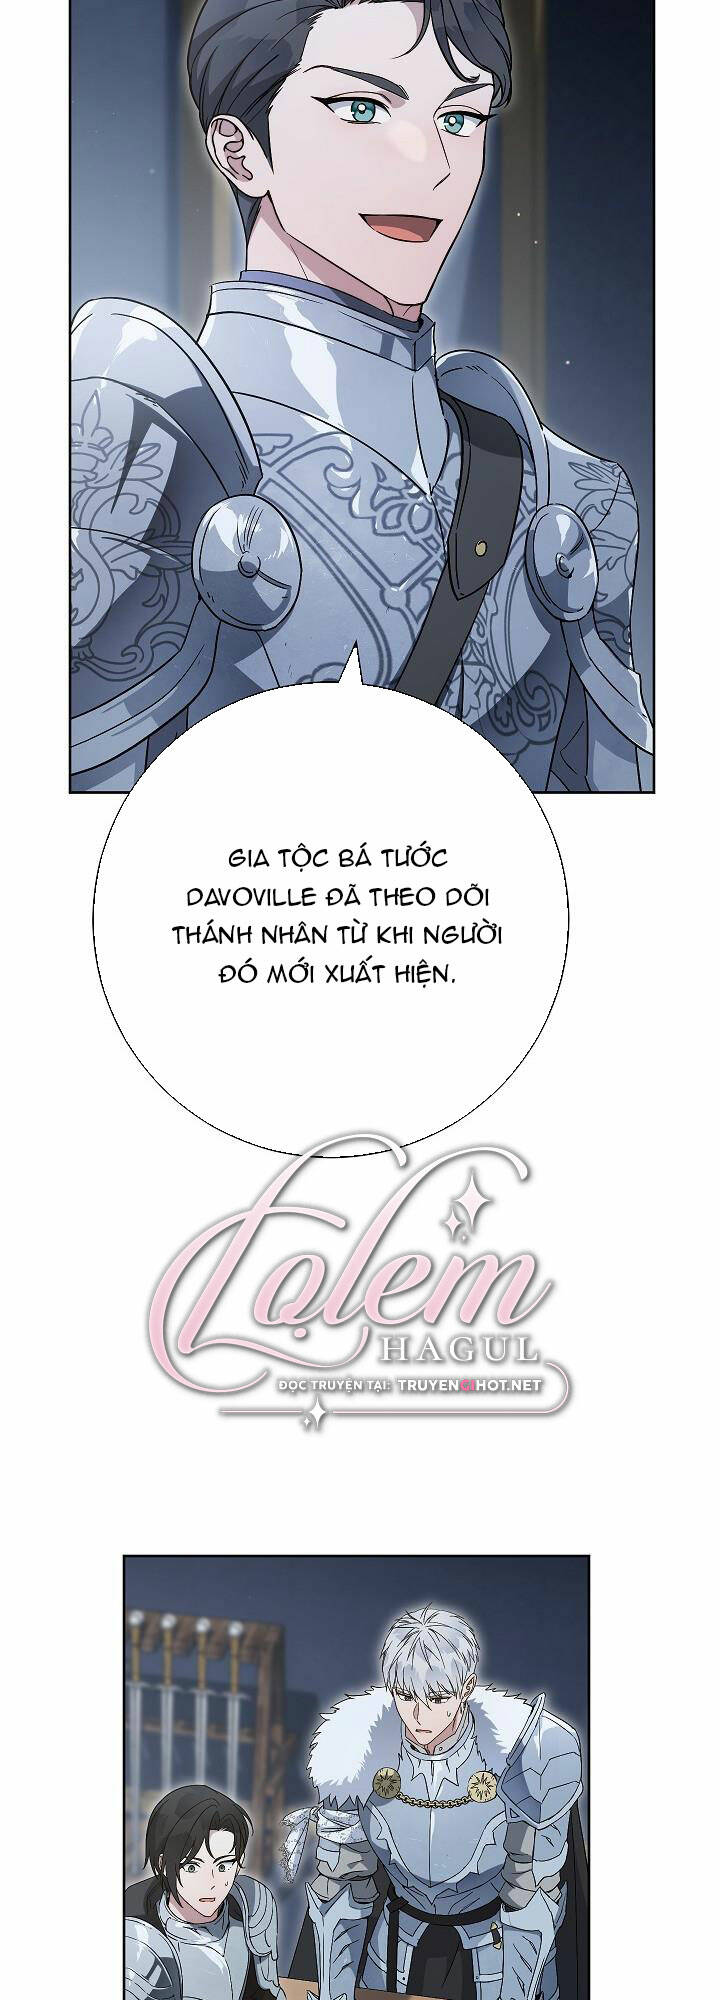 GIA TỘC BÁ TƯỚC
DAVOVILLE ĐÃ THEO DÕI
THÁNH NHÂN TỪ KHI NGƯỜI
ĐÓ MỚI XUẤT HIỆN.
Lọlem
HAGUL
ĐỌC TRUYỆN TẠI: TRUYENCIHOT.NET